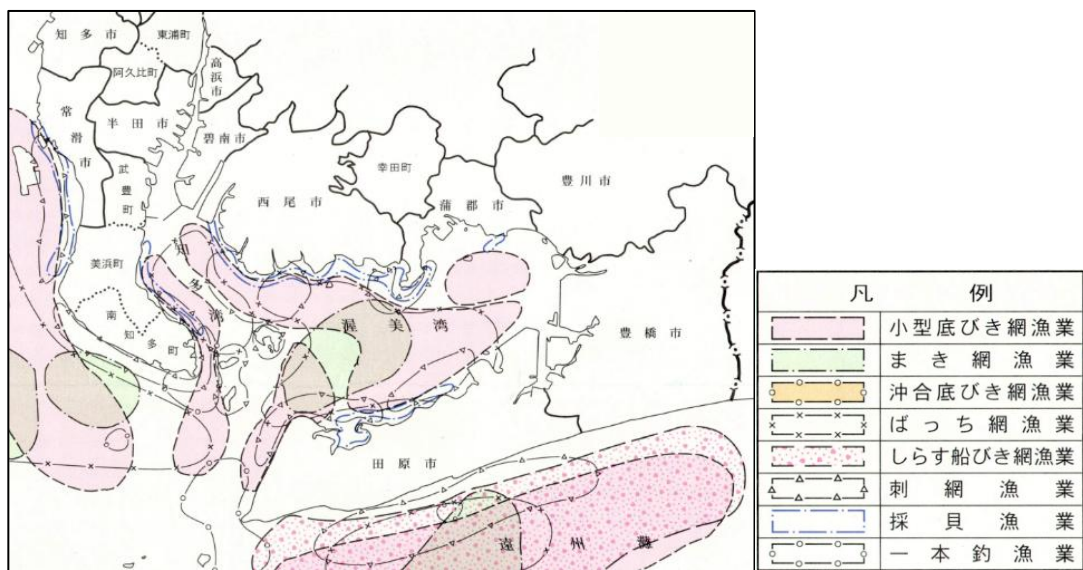 知多市
東浦町
阿久比町
高浜市
常滑市
半田市
碧南市
武豊町
幸田町
豊川市
西尾市
蒲郡市
美浜町
知多湾
南知多町
渥美湾
豊橋市
田原市
遠州灘
凡例
小型底びき網漁業
まき網漁業
沖合底びき網漁業
ばっち網漁業
しらす船びき網漁業
刺網漁業
採貝漁業
一本釣漁業